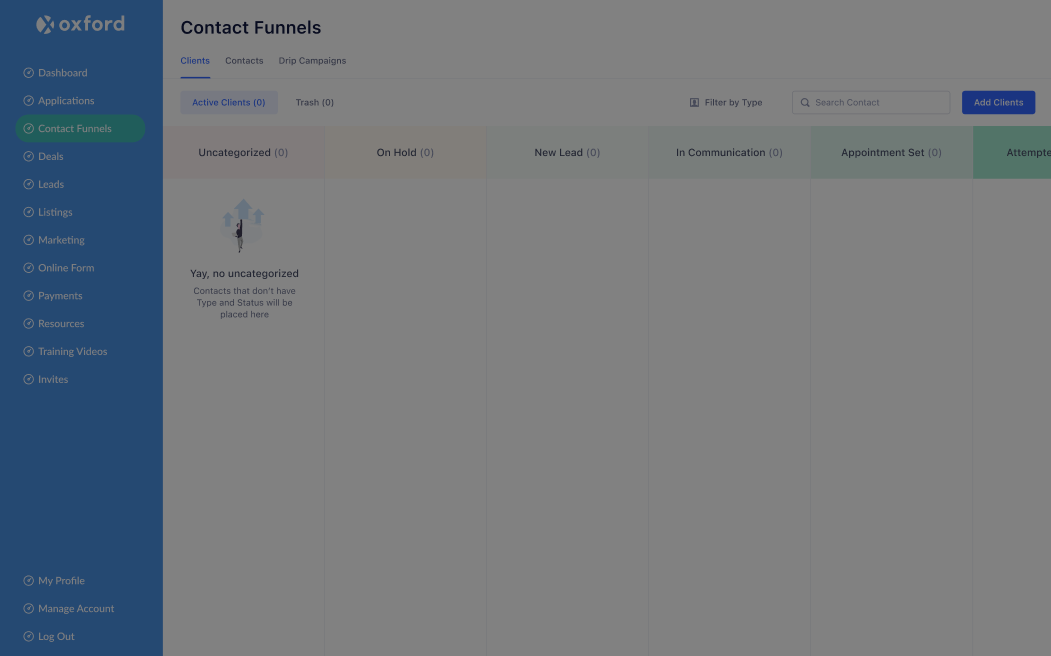 oxford
Dashboard
Applications
Contact Funnels
Deals
Leads
Listings
Marketing
Online Form
Payments
Resources
Training Videos
Invites
My Profile
Manage Account
Log Out
Contact Funnels
Clients Contacts Drip Campaigns
Active Clients (0) Trash (0) Filter by Type Search Contact Add Clients
Uncategorized (0) On Hold (0) New Lead (0) In Communication (0) Appointment Set (0) Attempte
Yay, no uncategorized
Contacts that don't have
Type and Status will be
placed here